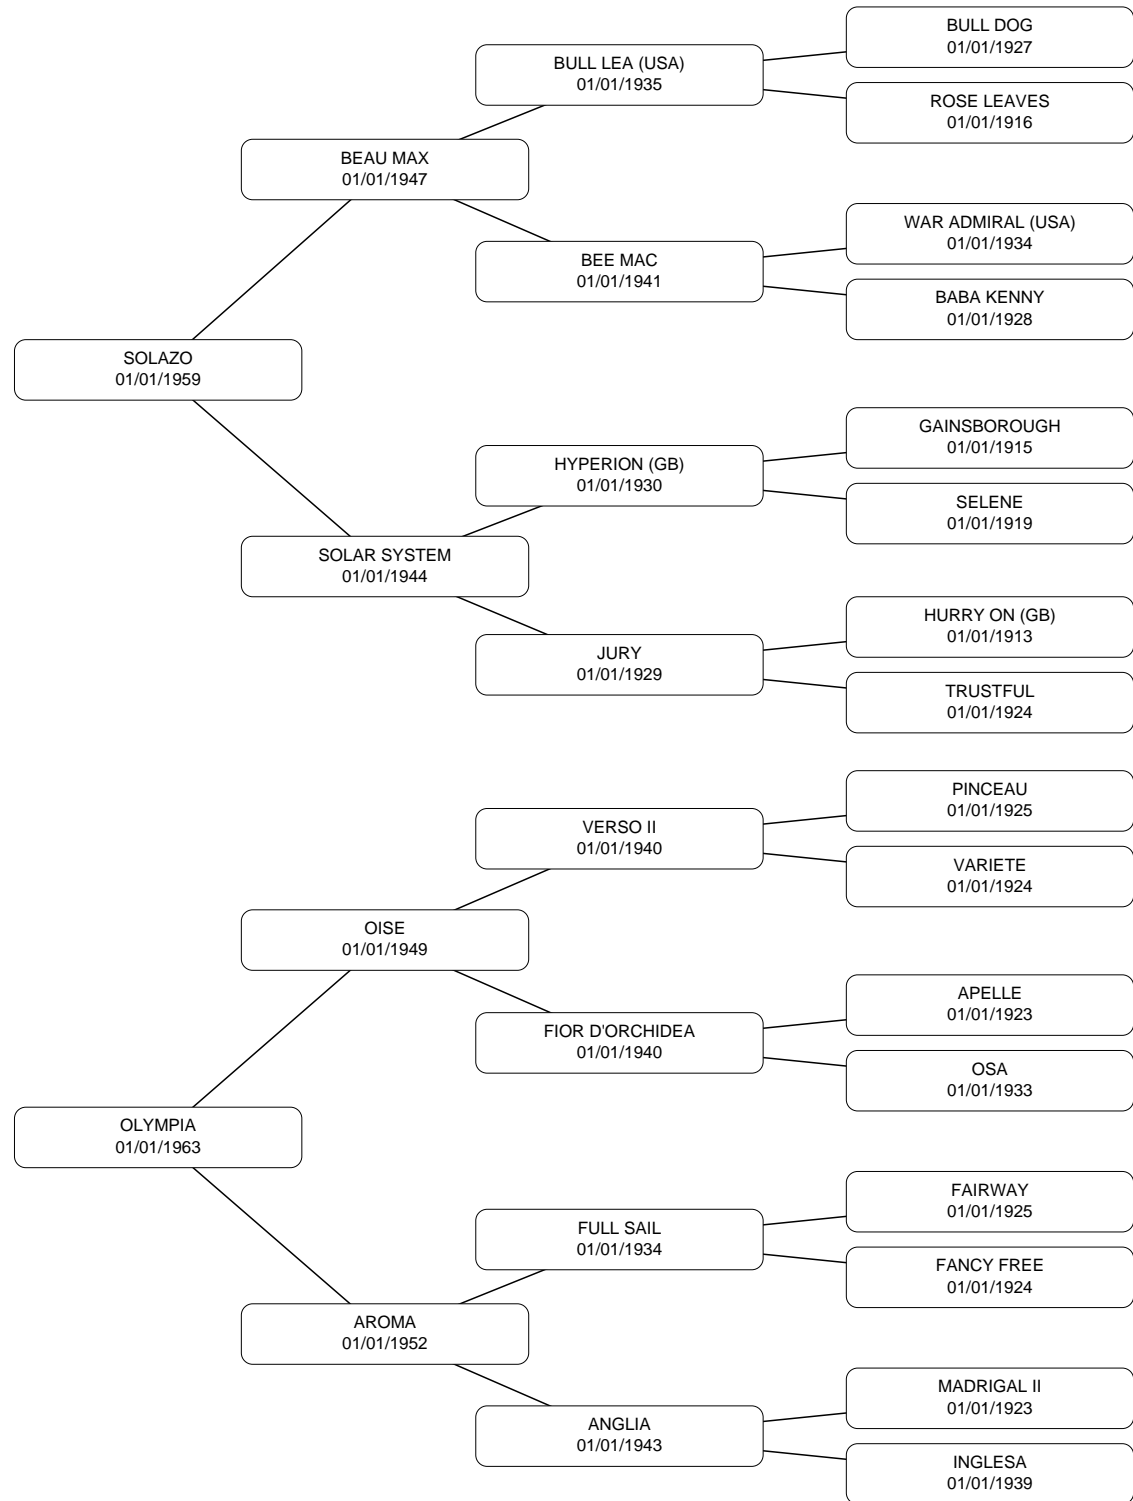 BULL DOG
01/01/1927
BULL LEA (USA)
01/01/1935
ROSE LEAVES
01/01/1916
BEAU MAX
01/01/1947
WAR ADMIRAL (USA)
01/01/1934
BEE MAC
01/01/1941
BABA KENNY
01/01/1928
SOLAZO
01/01/1959
GAINSBOROUGH
01/01/1915
HYPERION (GB)
01/01/1930
SELENE
01/01/1919
SOLAR SYSTEM
01/01/1944
HURRY ON (GB)
01/01/1913
JURY
01/01/1929
TRUSTFUL
01/01/1924
PINCEAU
01/01/1925
VERSO II
01/01/1940
VARIETE
01/01/1924
OISE
01/01/1949
APELLE
01/01/1923
FIOR D'ORCHIDEA
01/01/1940
OSA
01/01/1933
OLYMPIA
01/01/1963
FAIRWAY
01/01/1925
FULL SAIL
01/01/1934
FANCY FREE
01/01/1924
AROMA
01/01/1952
MADRIGAL II
01/01/1923
ANGLIA
01/01/1943
INGLESA
01/01/1939